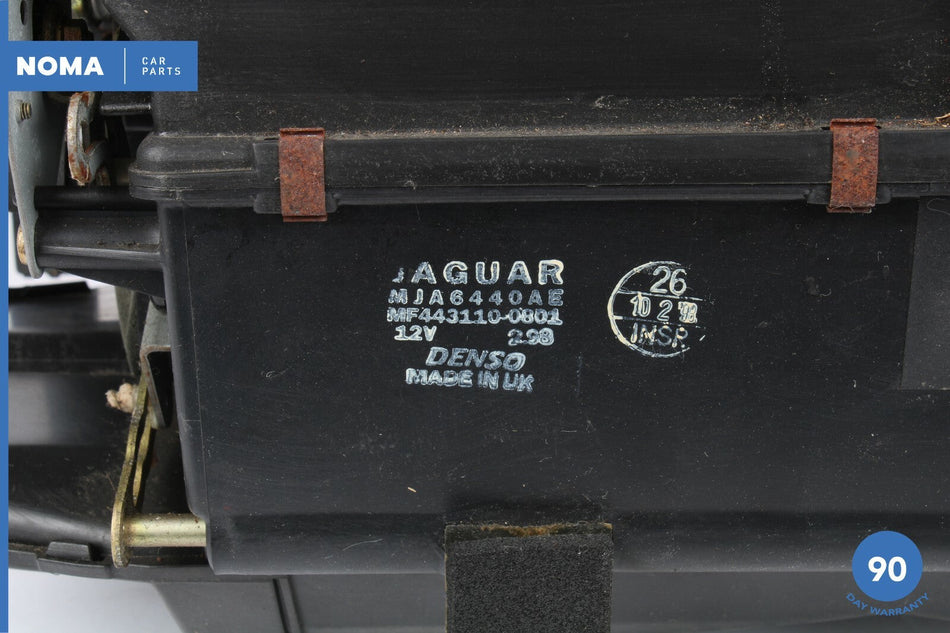 NOMA
CAR
PARTS
JAGUAR
MJA6440AE
MF443110-0801
12V 2.98
DENSO
MADE IN UK
26
10 2 98
INSP
90
DAY WARRANTY